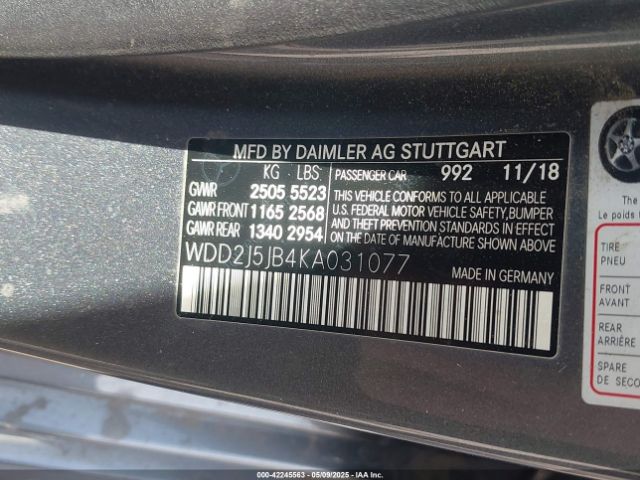 MFD BY DAIMLER AG STUTTGART
KG LBS PASSENGER CAR 992 11/18
GVWR 2505 5523
GAWR FRONT 1165 2568
GAWR REAR 1340 2954
THIS VEHICLE CONFORMS TO ALL APPLICABLE
U.S. FEDERAL MOTOR VEHICLE SAFETY, BUMPER
AND THEFT PREVENTION STANDARDS IN EFFECT
ON THE DATE OF MANUFACTURE SHOWN ABOVE.
WDD2J5JB4KA031077
MADE IN GERMANY
The
Le poids
TIRE
PNEU
FRONT
AVANT
REAR
ARRIÈRE
SPARE
DE SECO
000-42245563 - 05/09/2025 - IAAI.COM